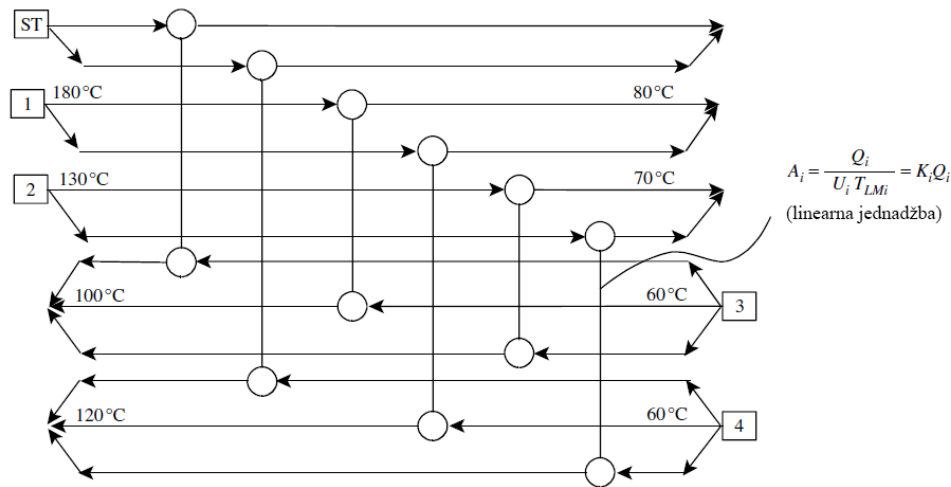 ST
180°C
80°C
1
130°C
70°C
2
A_i = Q_i / (U_i T_LMi) = K_i Q_i
(linearna jednadžba)
100°C
60°C
3
120°C
60°C
4